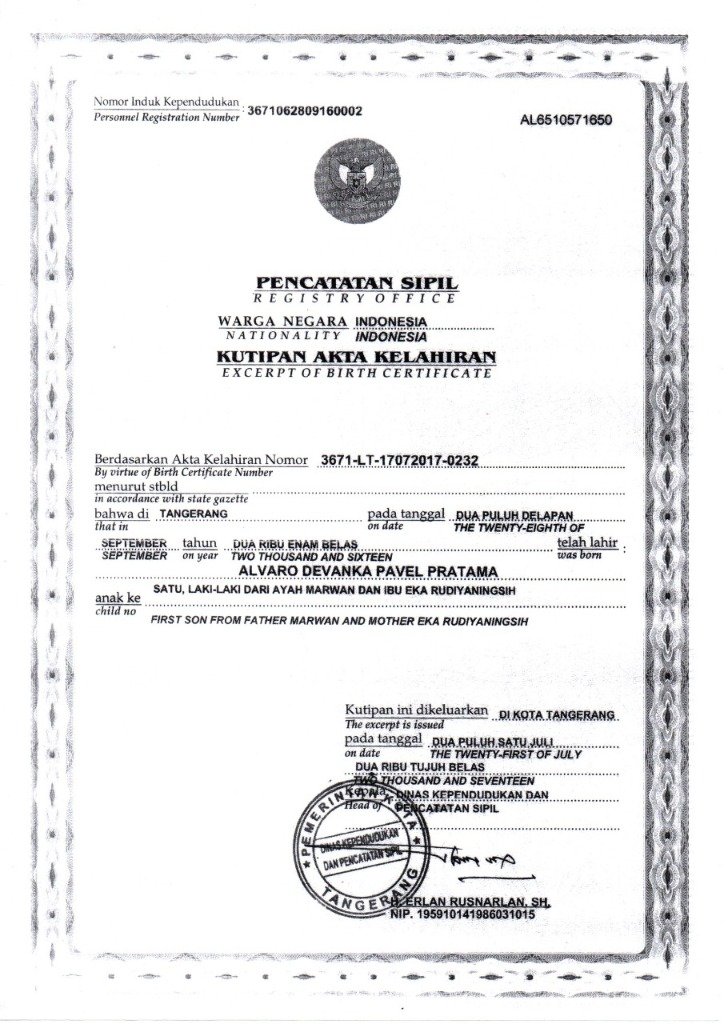 Nomor Induk Kependudukan : 3671062809160002
Personnel Registration Number
AL6510571650
PENCATATAN SIPIL
REGISTRY OFFICE
WARGA NEGARA INDONESIA
NATIONALITY INDONESIA
KUTIPAN AKTA KELAHIRAN
EXCERPT OF BIRTH CERTIFICATE
Berdasarkan Akta Kelahiran Nomor 3671-LT-17072017-0232
By virtue of Birth Certificate Number
menurut stbld
in accordance with state gazette
bahwa di TANGERANG pada tanggal DUA PULUH DELAPAN
that in on date THE TWENTY-EIGHTH OF
SEPTEMBER tahun DUA RIBU ENAM BELAS telah lahir :
SEPTEMBER on year TWO THOUSAND AND SIXTEEN was born
ALVARO DEVANKA PAVEL PRATAMA
anak ke SATU, LAKI-LAKI DARI AYAH MARWAN DAN IBU EKA RUDIYANINGSIH
child no FIRST SON FROM FATHER MARWAN AND MOTHER EKA RUDIYANINGSIH
Kutipan ini dikeluarkan DI KOTA TANGERANG
The excerpt is issued
pada tanggal DUA PULUH SATU JULI
on date THE TWENTY-FIRST OF JULY
DUA RIBU TUJUH BELAS
TWO THOUSAND AND SEVENTEEN
Kepala DINAS KEPENDUDUKAN DAN
Head of PENCATATAN SIPIL
PEMERINTAH KOTA
DINAS KEPENDUDUKAN
DAN PENCATATAN SIPIL
TANGERANG
H. ERLAN RUSNARLAN, SH.
NIP. 195910141986031015